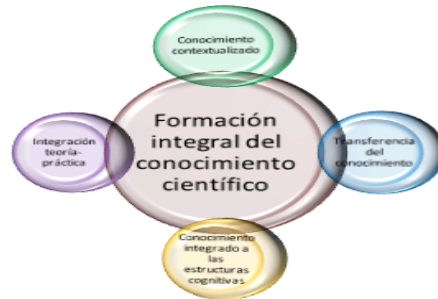 Conocimiento
contextualizado
Formación
integral del
conocimiento
científico
Integración
teoría-
práctica
Transferencia
del
conocimiento
Conocimiento
integrado a
las
estructuras
cognitivas